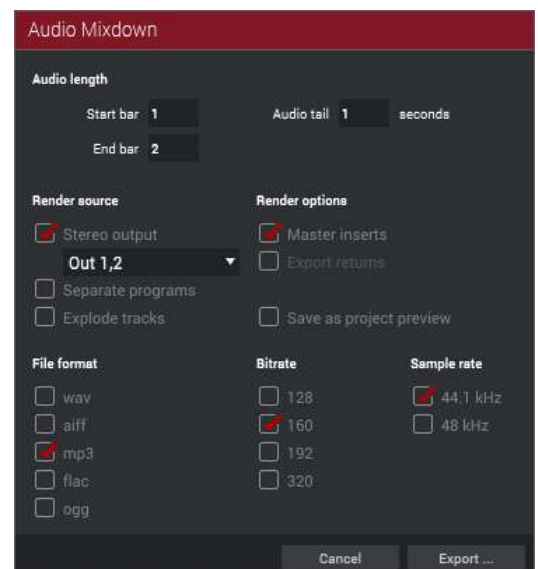 Audio Mixdown
Audio length
Start bar 1 Audio tail 1 seconds
End bar 2
Render source Render options
Stereo output Master inserts
Out 1,2 Export returns
Separate programs
Explode tracks Save as project preview
File format Bitrate Sample rate
wav 128 44.1 kHz
aiff 160 48 kHz
mp3 192
flac 320
ogg
Cancel Export ...